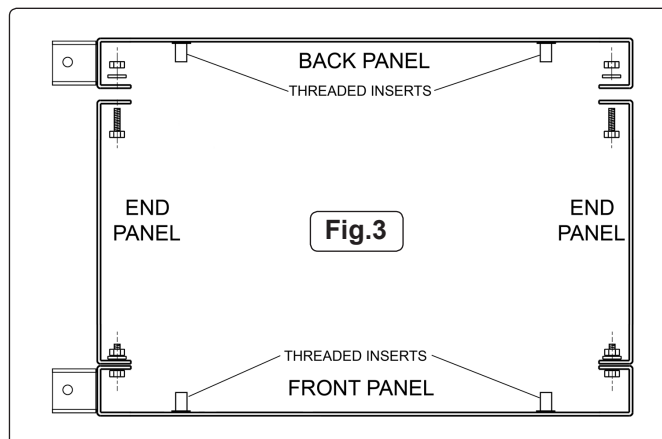 BACK PANEL
THREADED INSERTS
END
PANEL
Fig.3
END
PANEL
THREADED INSERTS
FRONT PANEL